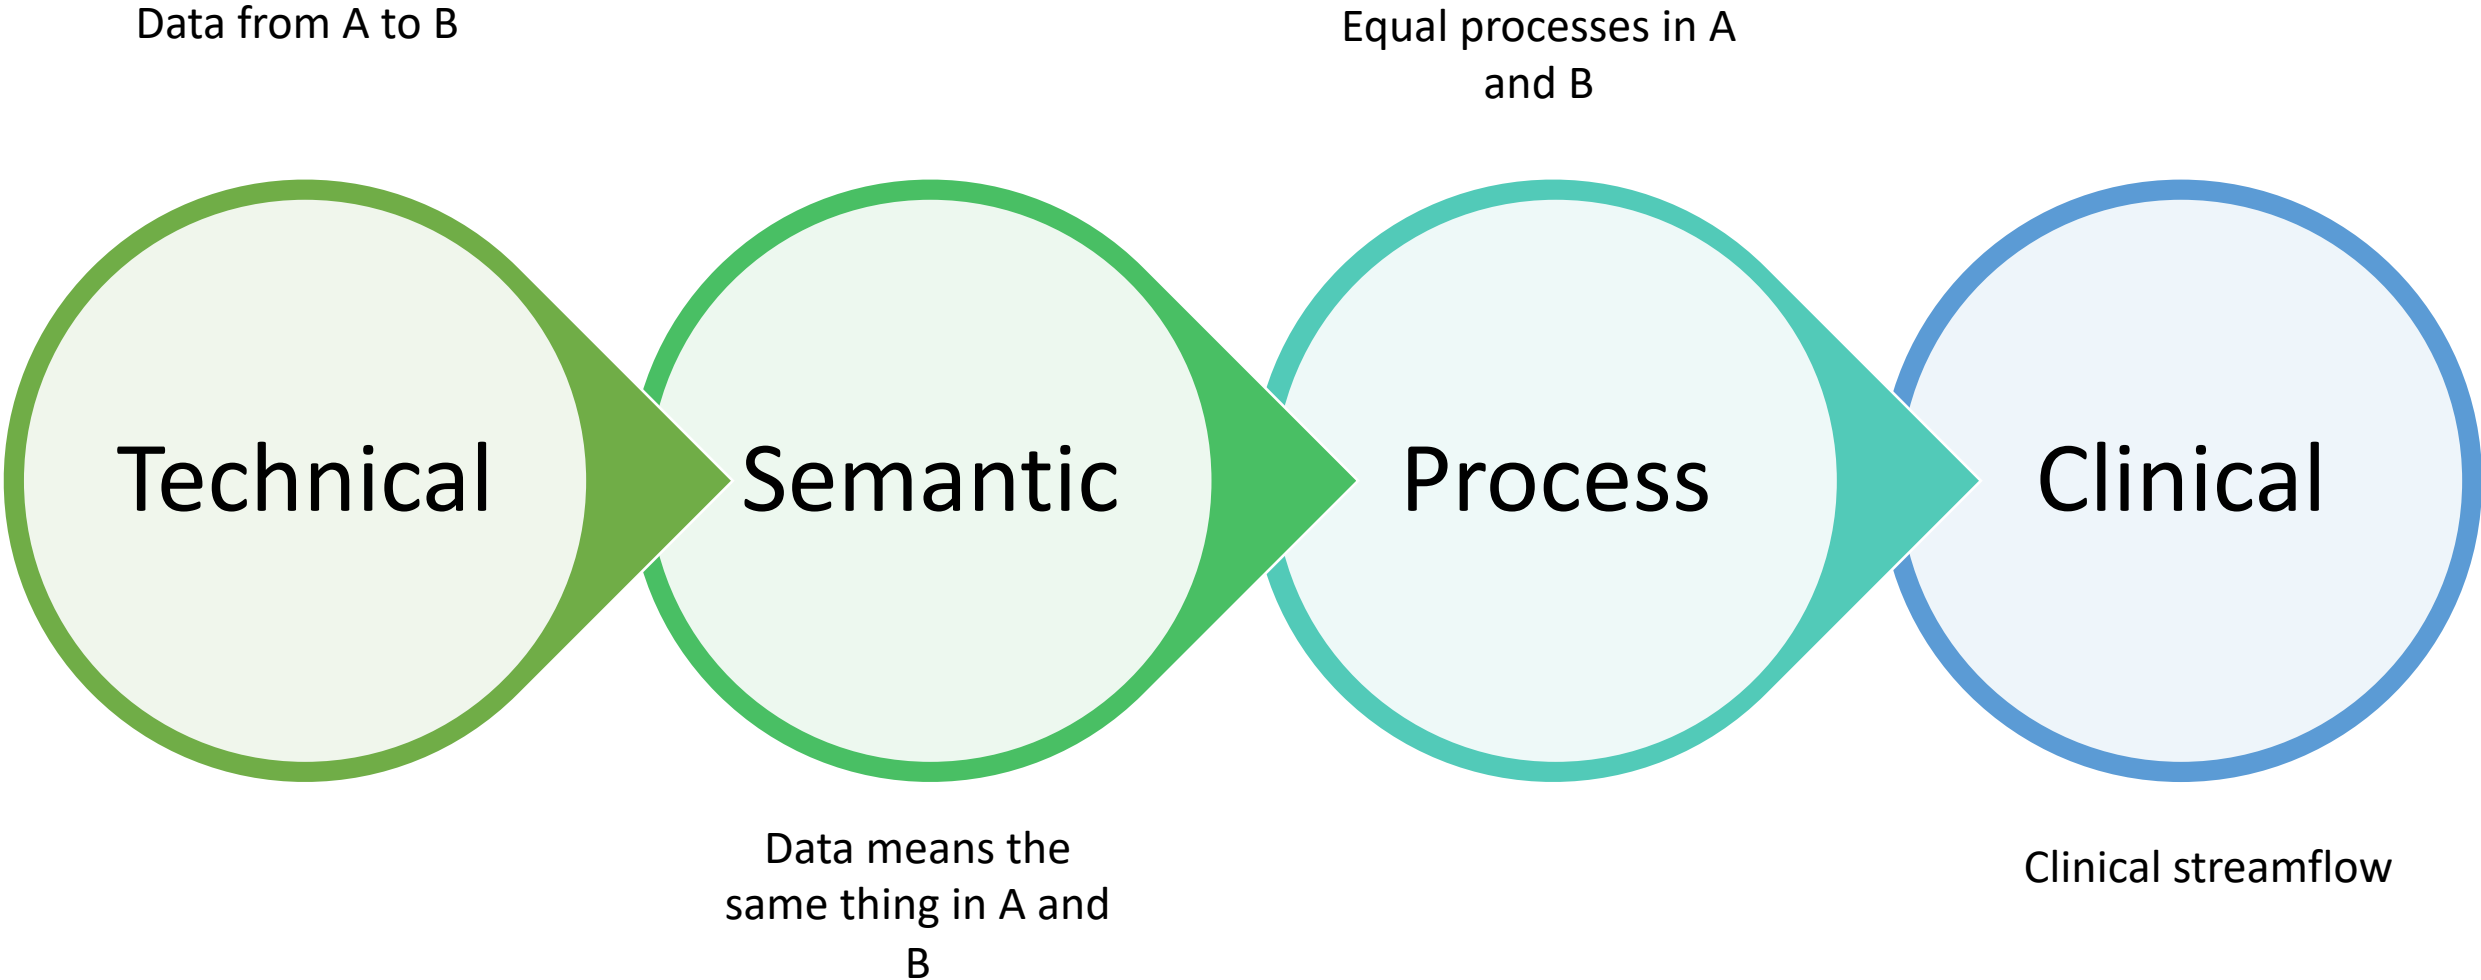 Data from A to B
Equal processes in A
and B
Technical
Semantic
Process
Clinical
Data means the
same thing in A and
B
Clinical streamflow